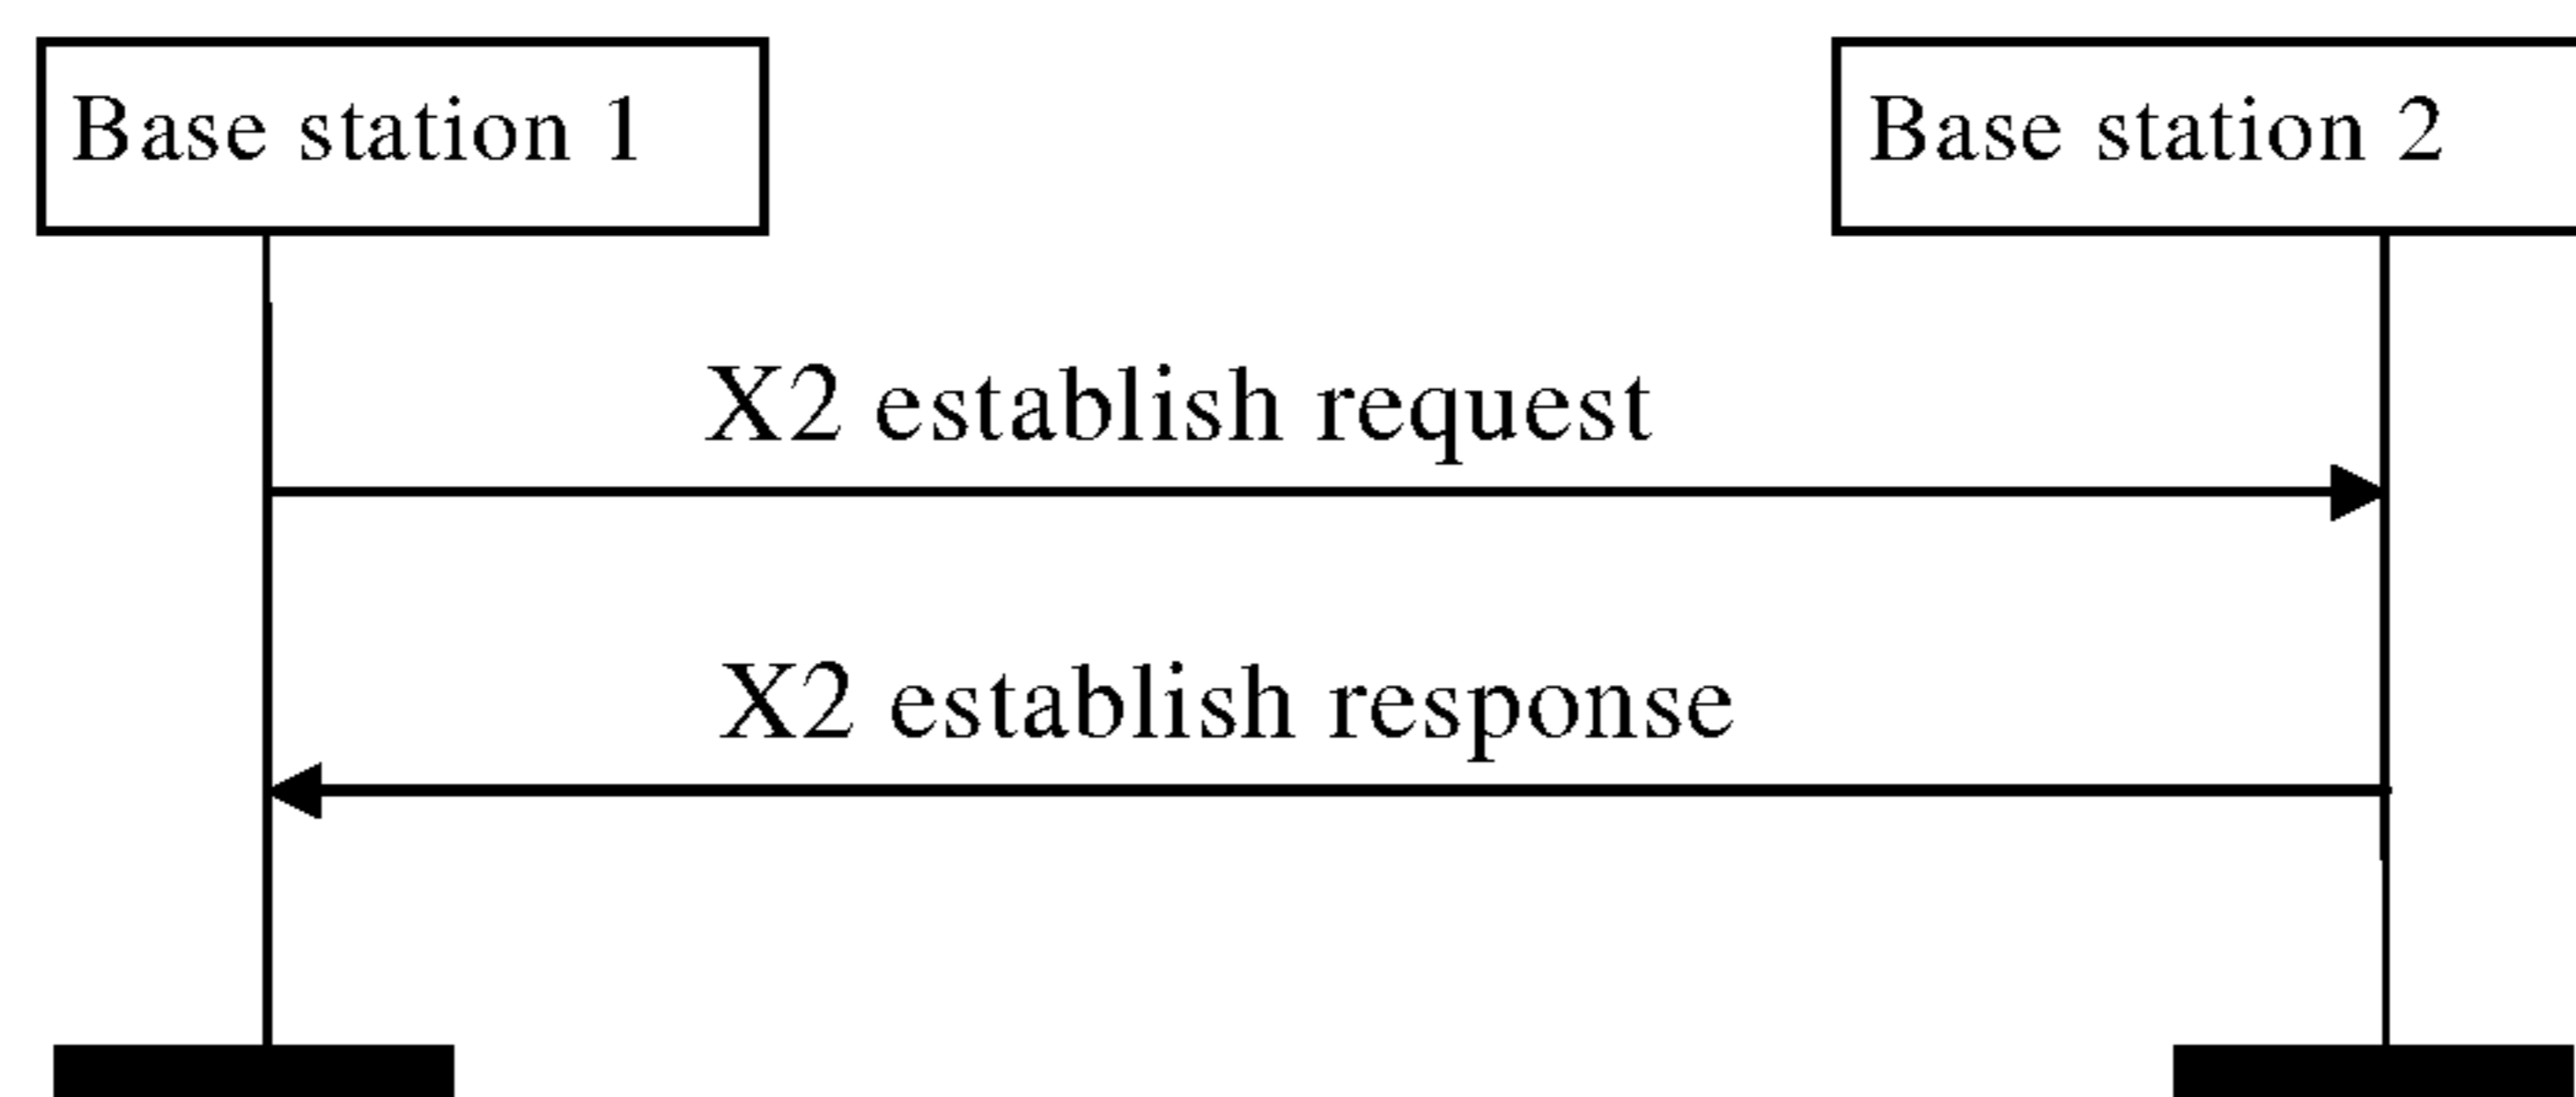 Base station 1
Base station 2
X2 establish request
X2 establish response